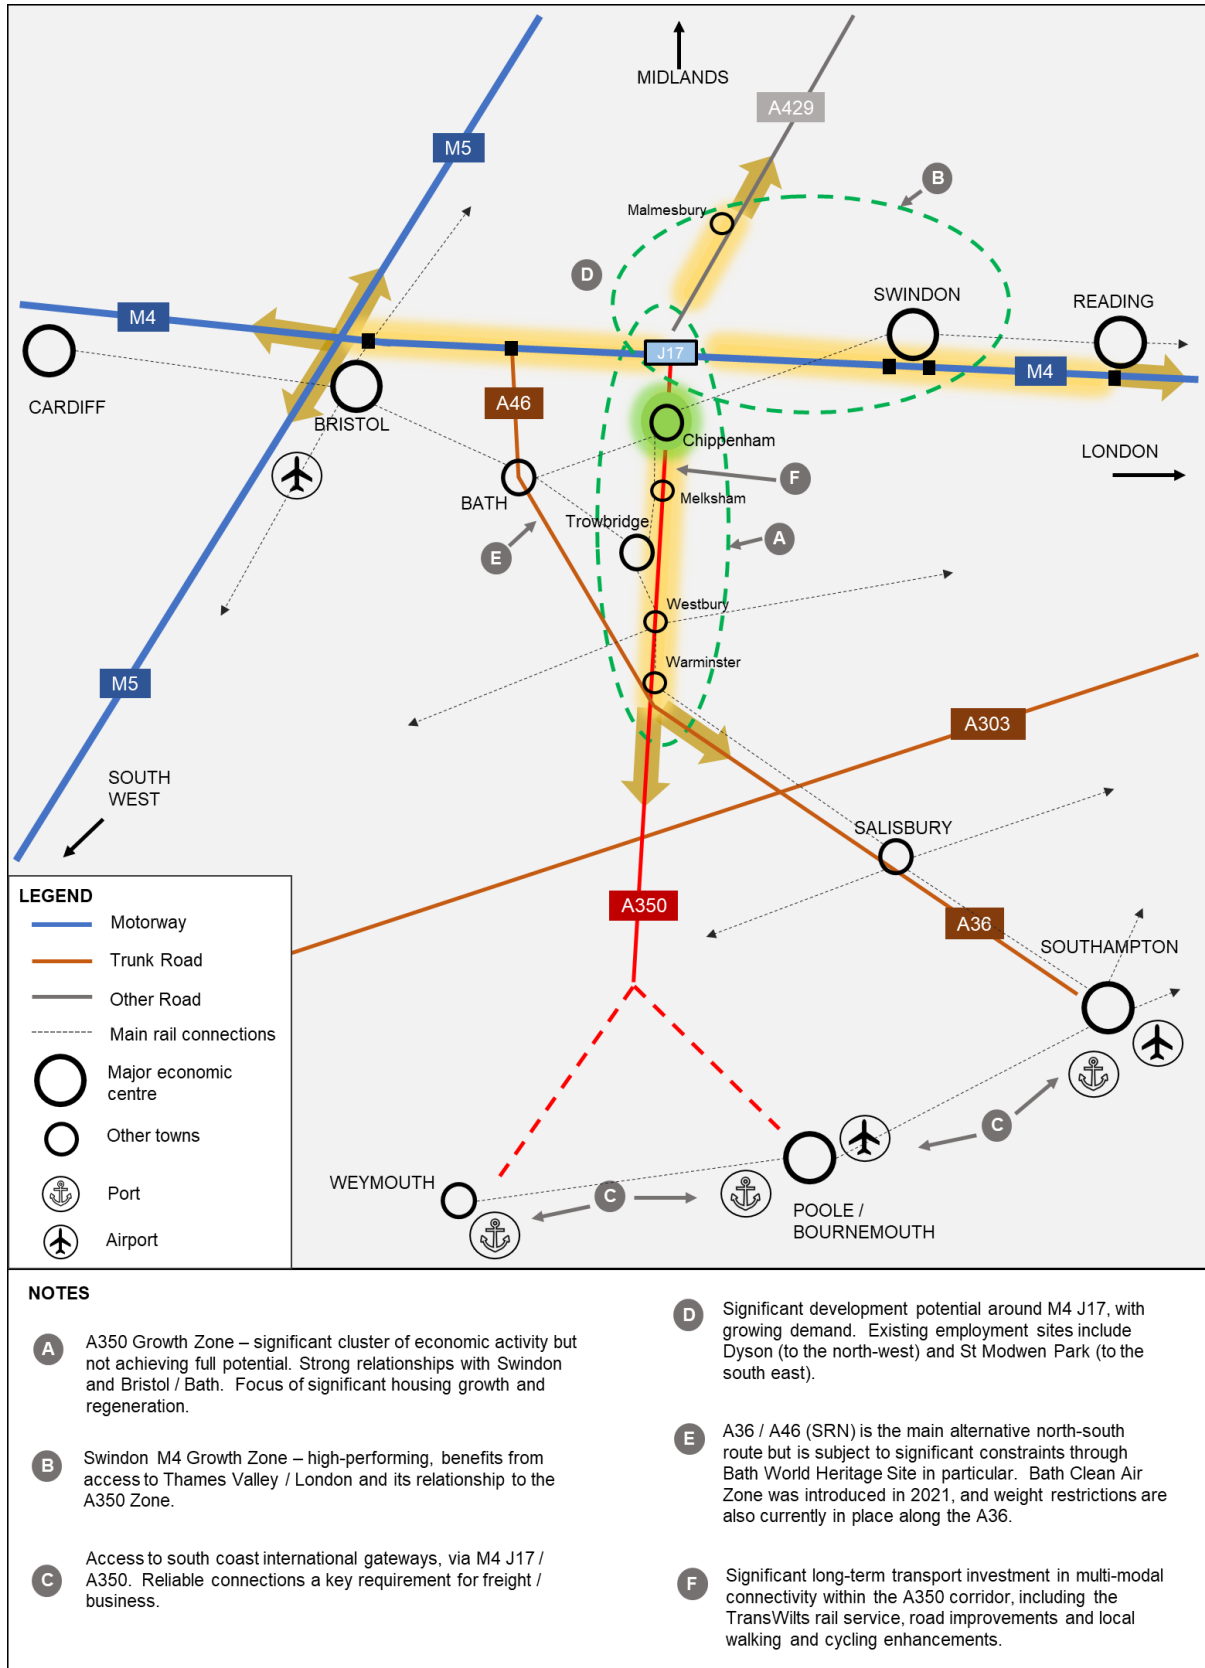 MIDLANDS
A429
M5
B
Malmesbury
D
SWINDON
READING
M4
J17
M4
CARDIFF
A46
BRISTOL
Chippenham
LONDON
F
BATH
Melksham
Trowbridge
A
E
Westbury
Warminster
M5
A303
SOUTH
WEST
SALISBURY
A350
A36
SOUTHAMPTON
C
WEYMOUTH
C
POOLE /
BOURNEMOUTH
LEGEND
Motorway
Trunk Road
Other Road
Main rail connections
Major economic
centre
Other towns
Port
Airport
NOTES
A
A350 Growth Zone – significant cluster of economic activity but
not achieving full potential. Strong relationships with Swindon
and Bristol / Bath. Focus of significant housing growth and
regeneration.
B
Swindon M4 Growth Zone – high-performing, benefits from
access to Thames Valley / London and its relationship to the
A350 Zone.
C
Access to south coast international gateways, via M4 J17 /
A350. Reliable connections a key requirement for freight /
business.
D
Significant development potential around M4 J17, with
growing demand. Existing employment sites include
Dyson (to the north-west) and St Modwen Park (to the
south east).
E
A36 / A46 (SRN) is the main alternative north-south
route but is subject to significant constraints through
Bath World Heritage Site in particular. Bath Clean Air
Zone was introduced in 2021, and weight restrictions are
also currently in place along the A36.
F
Significant long-term transport investment in multi-modal
connectivity within the A350 corridor, including the
TransWilts rail service, road improvements and local
walking and cycling enhancements.